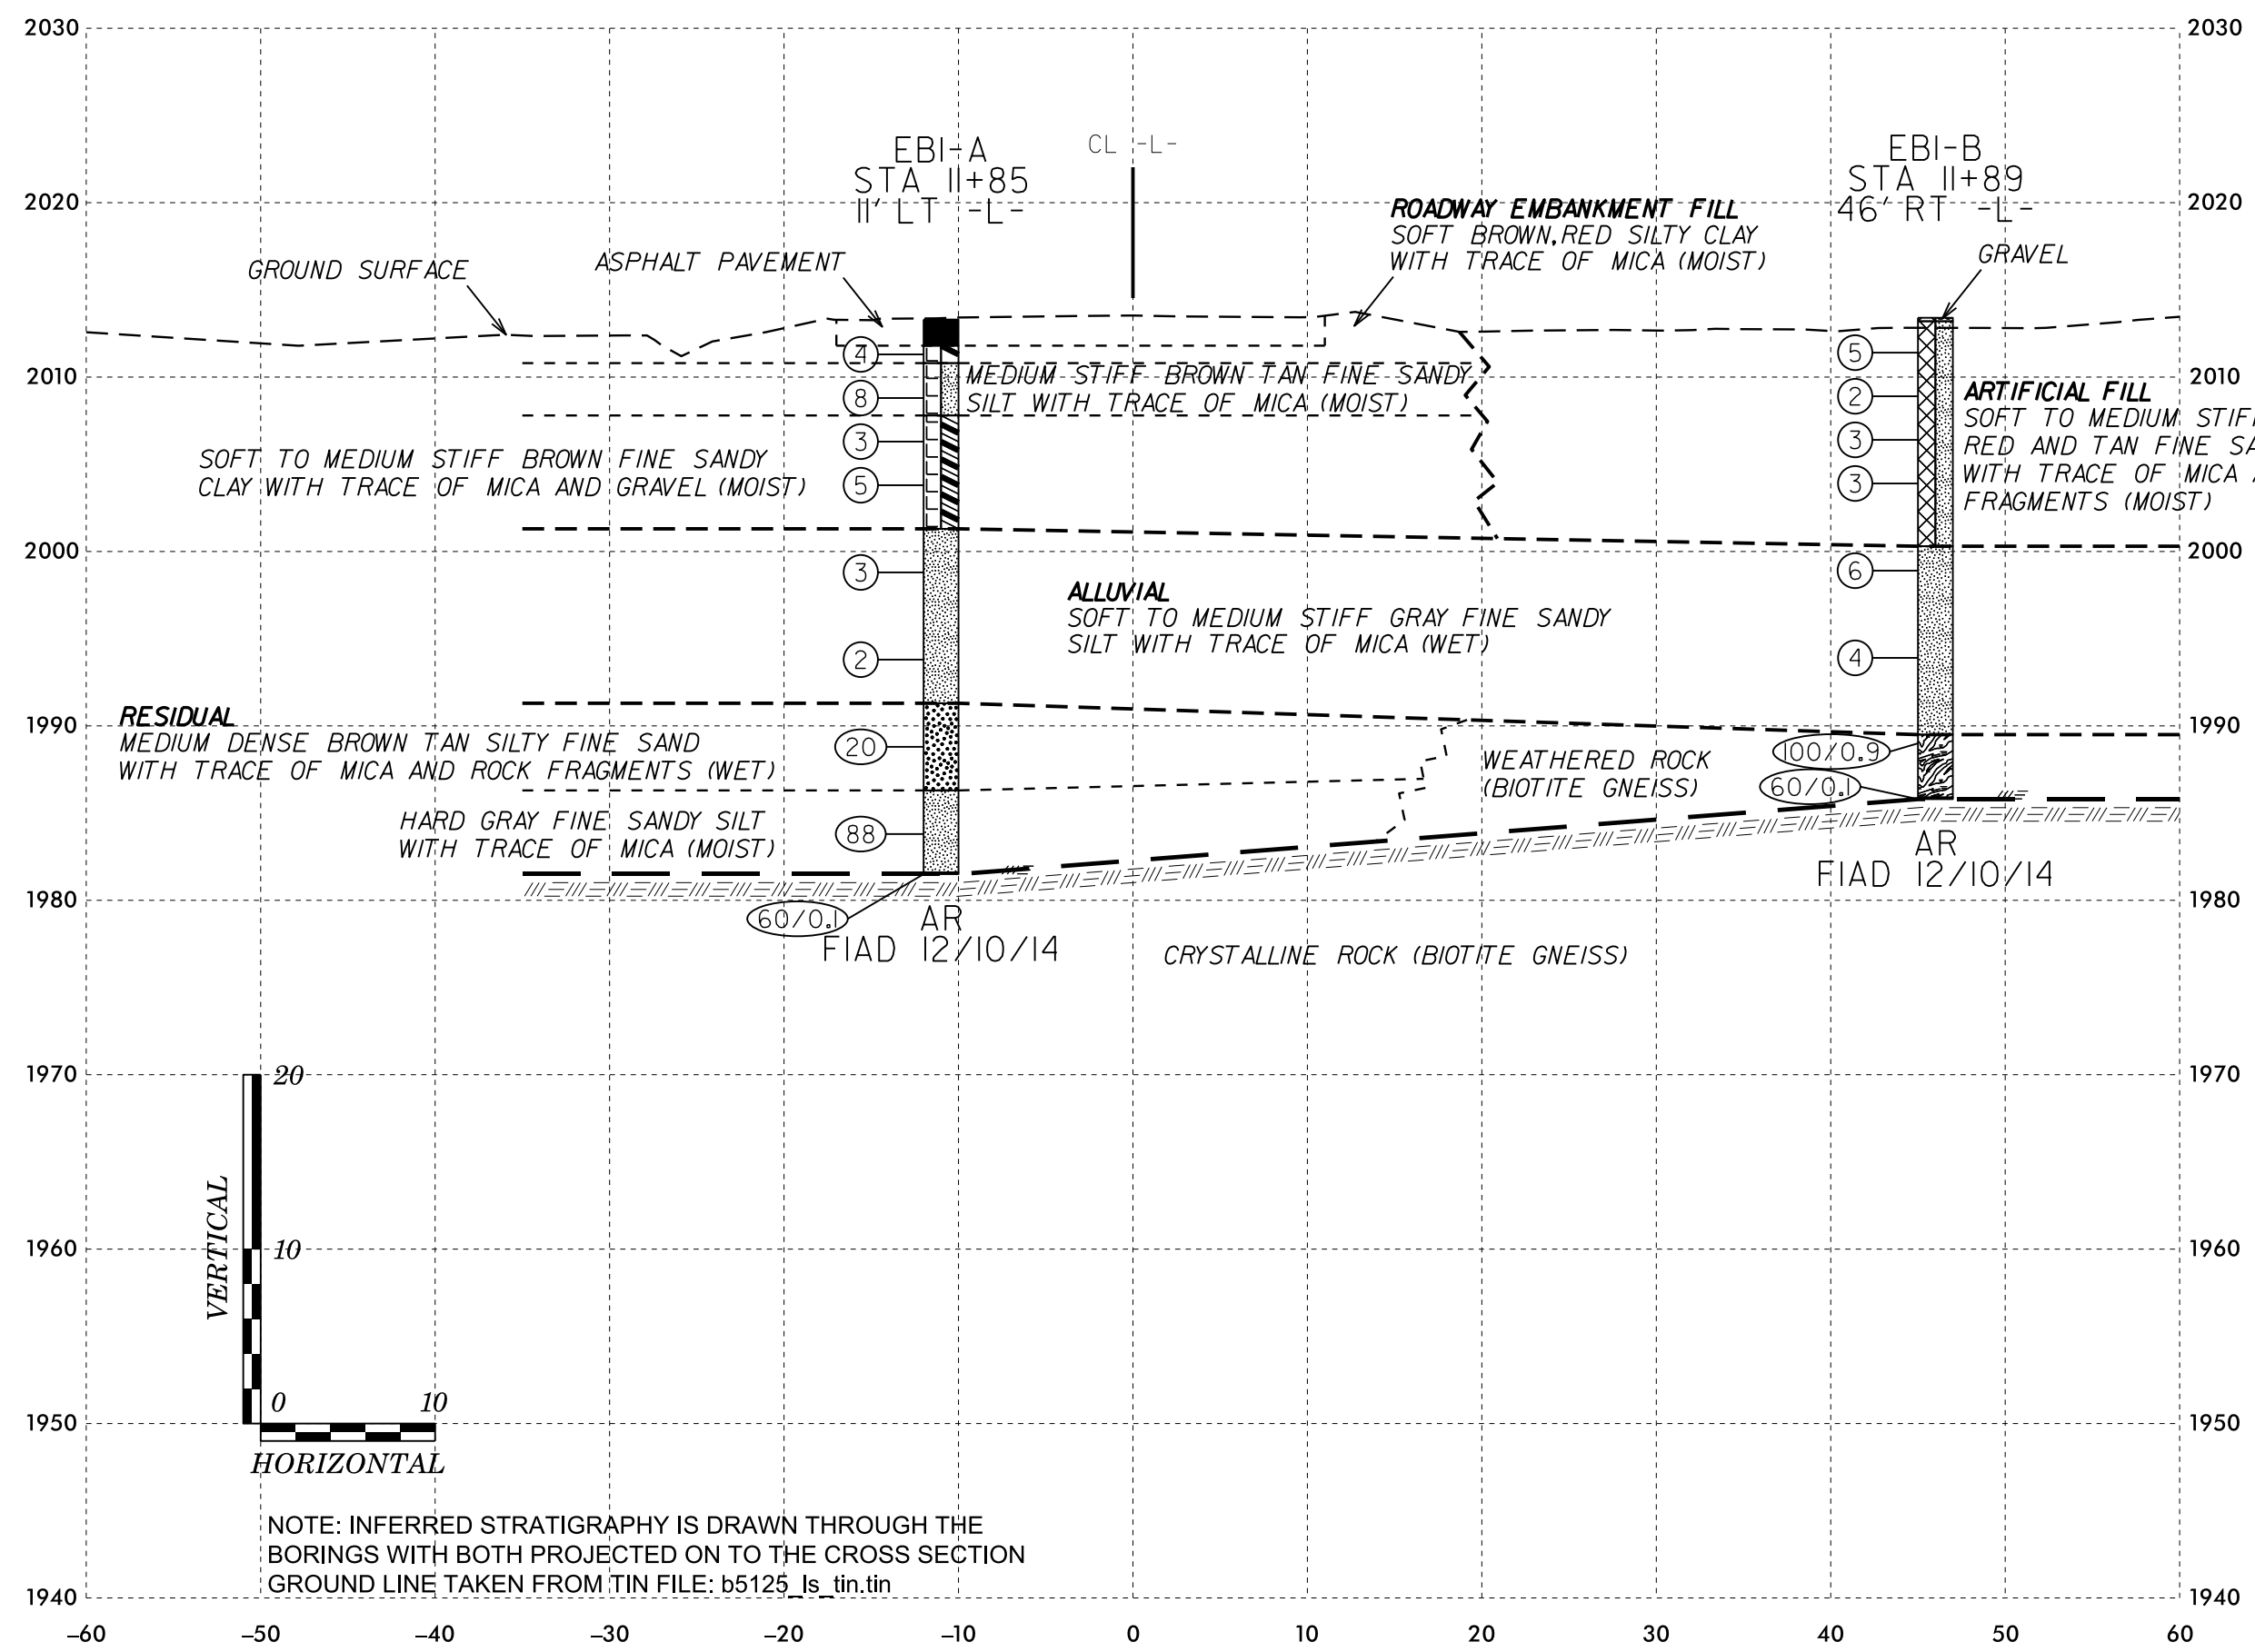 2030
2030
EBI-A
STA 11+85
11' LT -L-
CL -L-
EBI-B
STA 11+89
46' RT -L-
2020
2020
ROADWAY EMBANKMENT FILL
SOFT BROWN, RED SILTY CLAY
WITH TRACE OF MICA (MOIST)
GROUND SURFACE
ASPHALT PAVEMENT
GRAVEL
4
5
2010
2010
MEDIUM STIFF BROWN TAN FINE SANDY
SILT WITH TRACE OF MICA (MOIST)
8
2
ARTIFICIAL FILL
SOFT TO MEDIUM STIF
RED AND TAN FINE SA
WITH TRACE OF MICA
FRAGMENTS (MOIST)
3
3
SOFT TO MEDIUM STIFF BROWN FINE SANDY
CLAY WITH TRACE OF MICA AND GRAVEL (MOIST)
5
3
2000
2000
3
6
ALLUVIAL
SOFT TO MEDIUM STIFF GRAY FINE SANDY
SILT WITH TRACE OF MICA (WET)
2
4
1990
1990
RESIDUAL
MEDIUM DENSE BROWN TAN SILTY FINE SAND
WITH TRACE OF MICA AND ROCK FRAGMENTS (WET)
20
WEATHERED ROCK
(BIOTITE GNEISS)
100/0.9
60/0.1
HARD GRAY FINE SANDY SILT
WITH TRACE OF MICA (MOIST)
88
AR
FIAD 12/10/14
1980
1980
60/0.1
AR
FIAD 12/10/14
CRYSTALLINE ROCK (BIOTITE GNEISS)
1970
1970
20
VERTICAL
1960
1960
10
0
10
1950
1950
HORIZONTAL
NOTE: INFERRED STRATIGRAPHY IS DRAWN THROUGH THE
BORINGS WITH BOTH PROJECTED ON TO THE CROSS SECTION
GROUND LINE TAKEN FROM TIN FILE: b5125_ls_tin.tin
1940
1940
–60 –50 –40 –30 –20 –10 0 10 20 30 40 50 60